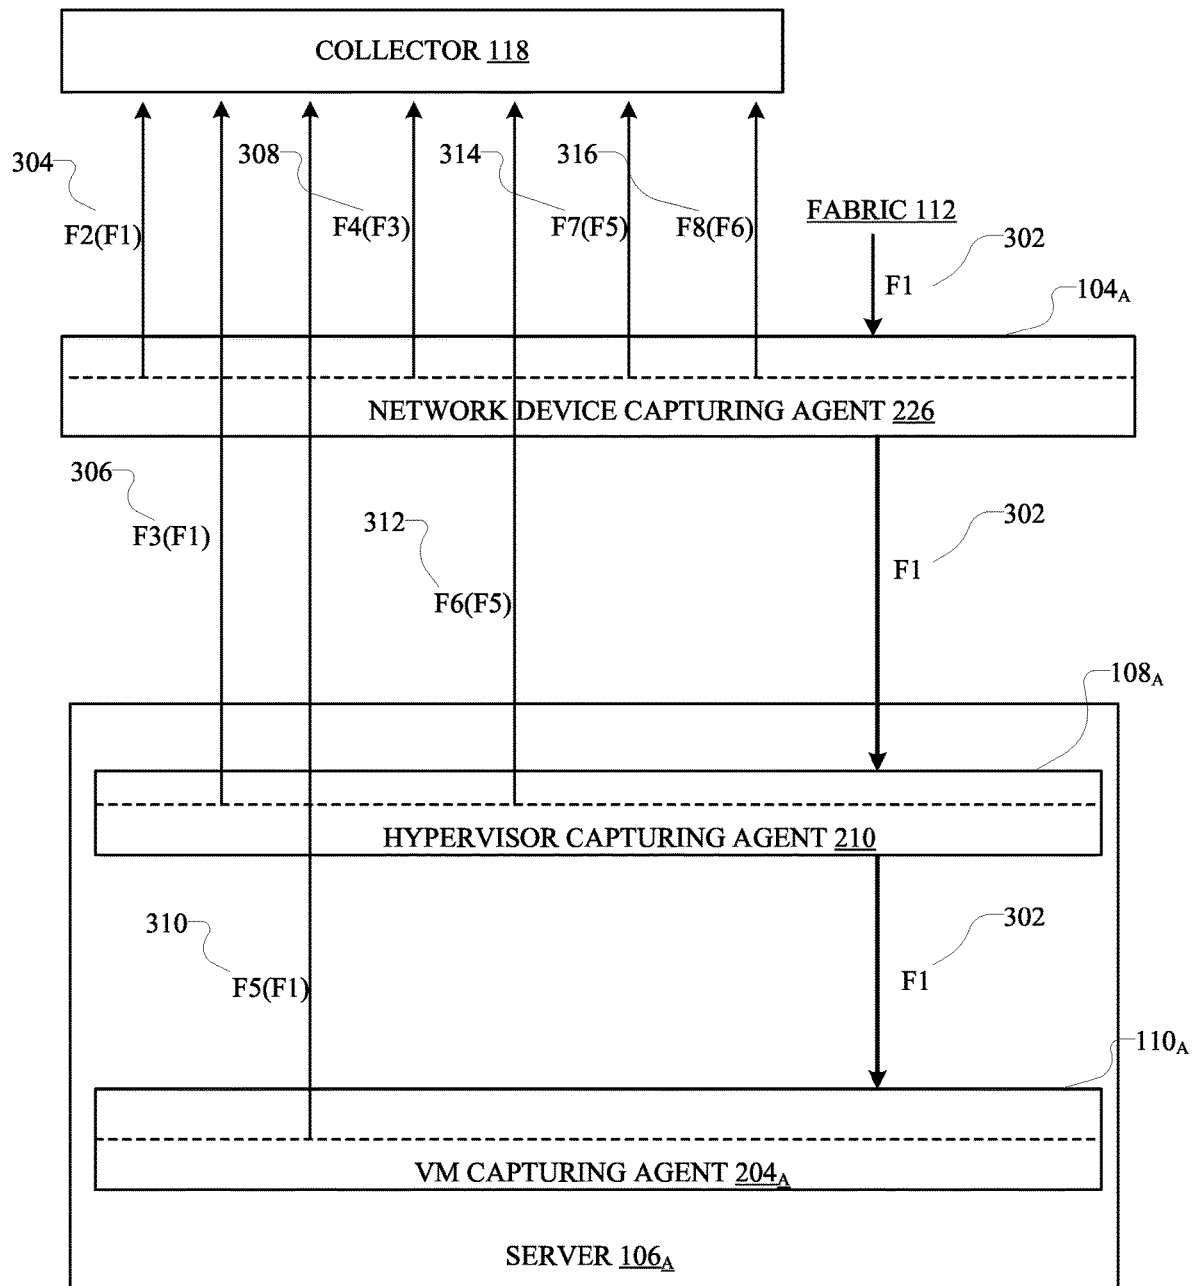 COLLECTOR 118
304
308
314
316
F2(F1)
F4(F3)
F7(F5)
F8(F6)
FABRIC 112
302
F1
104A
NETWORK DEVICE CAPTURING AGENT 226
306
F3(F1)
312
F6(F5)
302
F1
108A
HYPERVISOR CAPTURING AGENT 210
310
F5(F1)
302
F1
110A
VM CAPTURING AGENT 204A
SERVER 106A